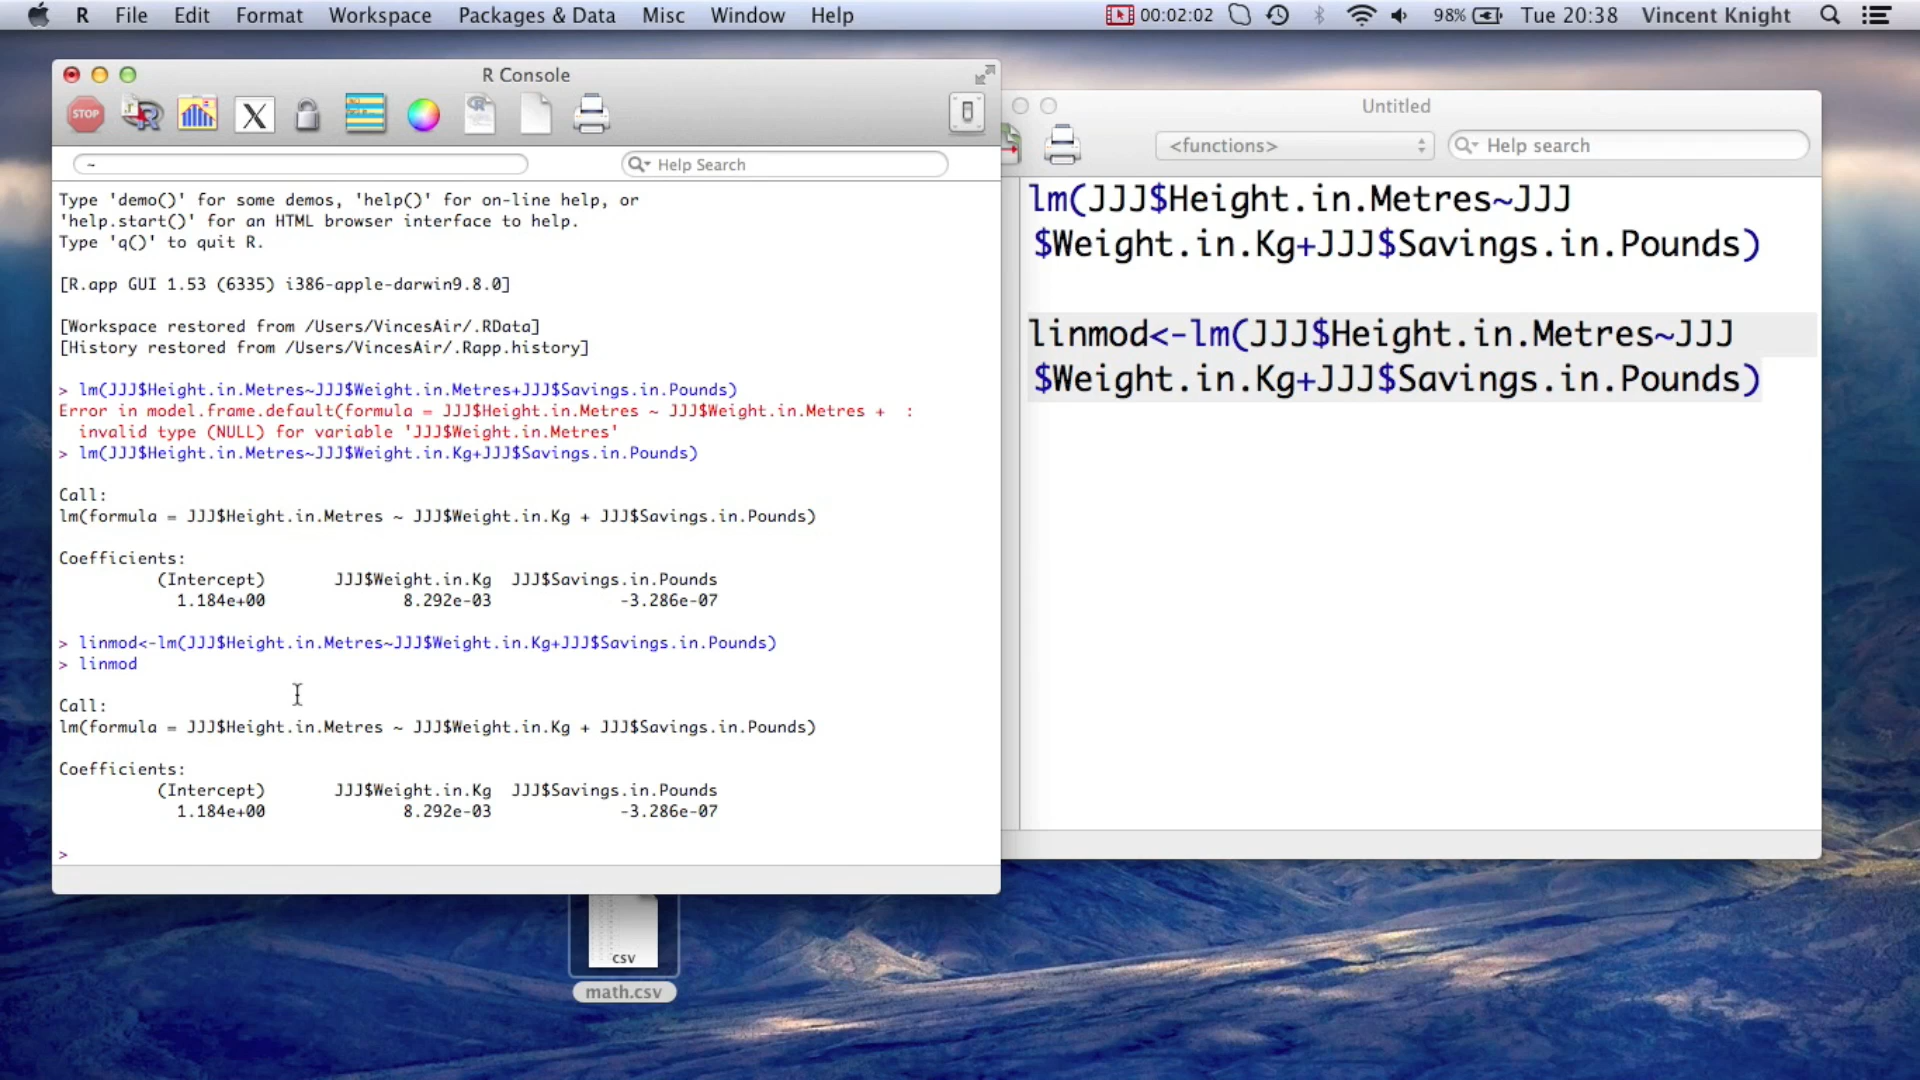 R File Edit Format Workspace Packages & Data Misc Window Help 00:02:02 98% Tue 20:38 Vincent Knight
R Console
STOP
X
~ Help Search
Type 'demo()' for some demos, 'help()' for on-line help, or
'help.start()' for an HTML browser interface to help.
Type 'q()' to quit R.
[R.app GUI 1.53 (6335) i386-apple-darwin9.8.0]
[Workspace restored from /Users/VincesAir/.RData]
[History restored from /Users/VincesAir/.Rapp.history]
> lm(JJJ$Height.in.Metres~JJJ$Weight.in.Metres+JJJ$Savings.in.Pounds)
Error in model.frame.default(formula = JJJ$Height.in.Metres ~ JJJ$Weight.in.Metres + :
invalid type (NULL) for variable 'JJJ$Weight.in.Metres'
> lm(JJJ$Height.in.Metres~JJJ$Weight.in.Kg+JJJ$Savings.in.Pounds)
Call:
lm(formula = JJJ$Height.in.Metres ~ JJJ$Weight.in.Kg + JJJ$Savings.in.Pounds)
Coefficients:
(Intercept) JJJ$Weight.in.Kg JJJ$Savings.in.Pounds
1.184e+00 8.292e-03 -3.286e-07
> linmod<-lm(JJJ$Height.in.Metres~JJJ$Weight.in.Kg+JJJ$Savings.in.Pounds)
> linmod
Call:
lm(formula = JJJ$Height.in.Metres ~ JJJ$Weight.in.Kg + JJJ$Savings.in.Pounds)
Coefficients:
(Intercept) JJJ$Weight.in.Kg JJJ$Savings.in.Pounds
1.184e+00 8.292e-03 -3.286e-07
>
Untitled
<functions> Help search
lm(JJJ$Height.in.Metres~JJJ
$Weight.in.Kg+JJJ$Savings.in.Pounds)
linmod<-lm(JJJ$Height.in.Metres~JJJ
$Weight.in.Kg+JJJ$Savings.in.Pounds)
csv
math.csv